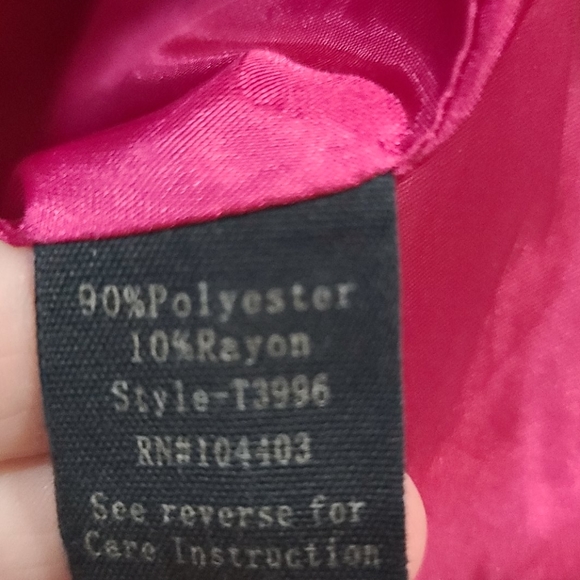 90%Polyester
10%Rayon
Style-T3996
RN#104403
See reverse for
Care Instruction